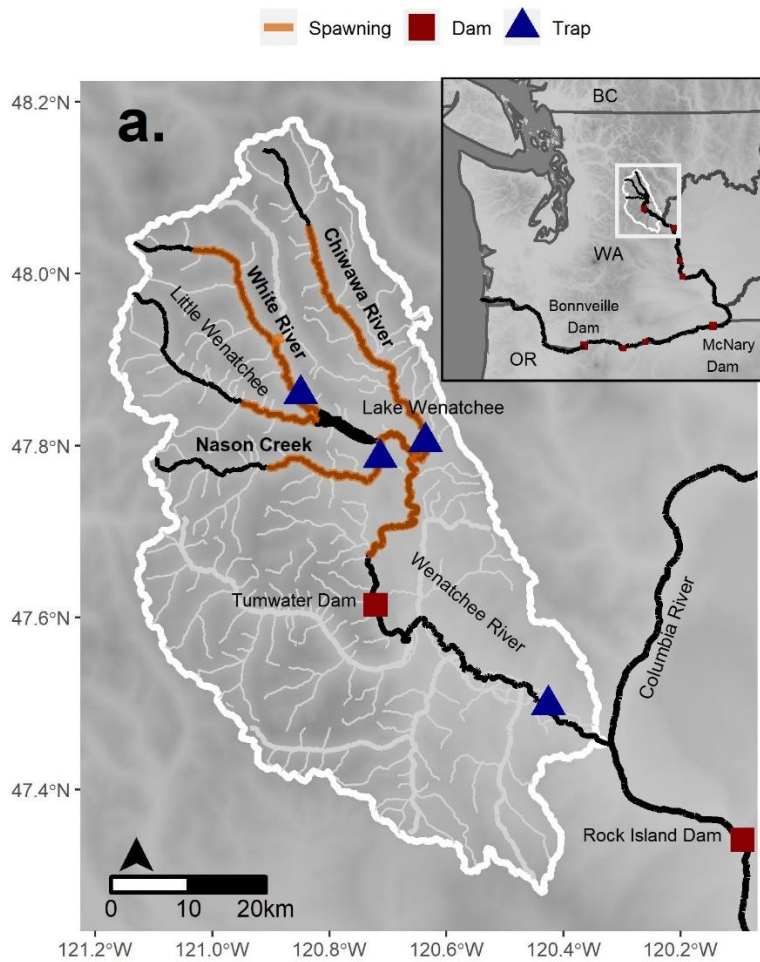 Spawning Dam Trap
a.
48.2°N
48.0°N
47.8°N
47.6°N
47.4°N
121.2°W 121.0°W 120.8°W 120.6°W 120.4°W 120.2°W
Chiwawa River
White River
Little Wenatchee
Lake Wenatchee
Nason Creek
Tumwater Dam
Wenatchee River
Columbia River
Rock Island Dam
0 10 20km
BC
WA
Bonnveille
Dam
OR
McNary
Dam